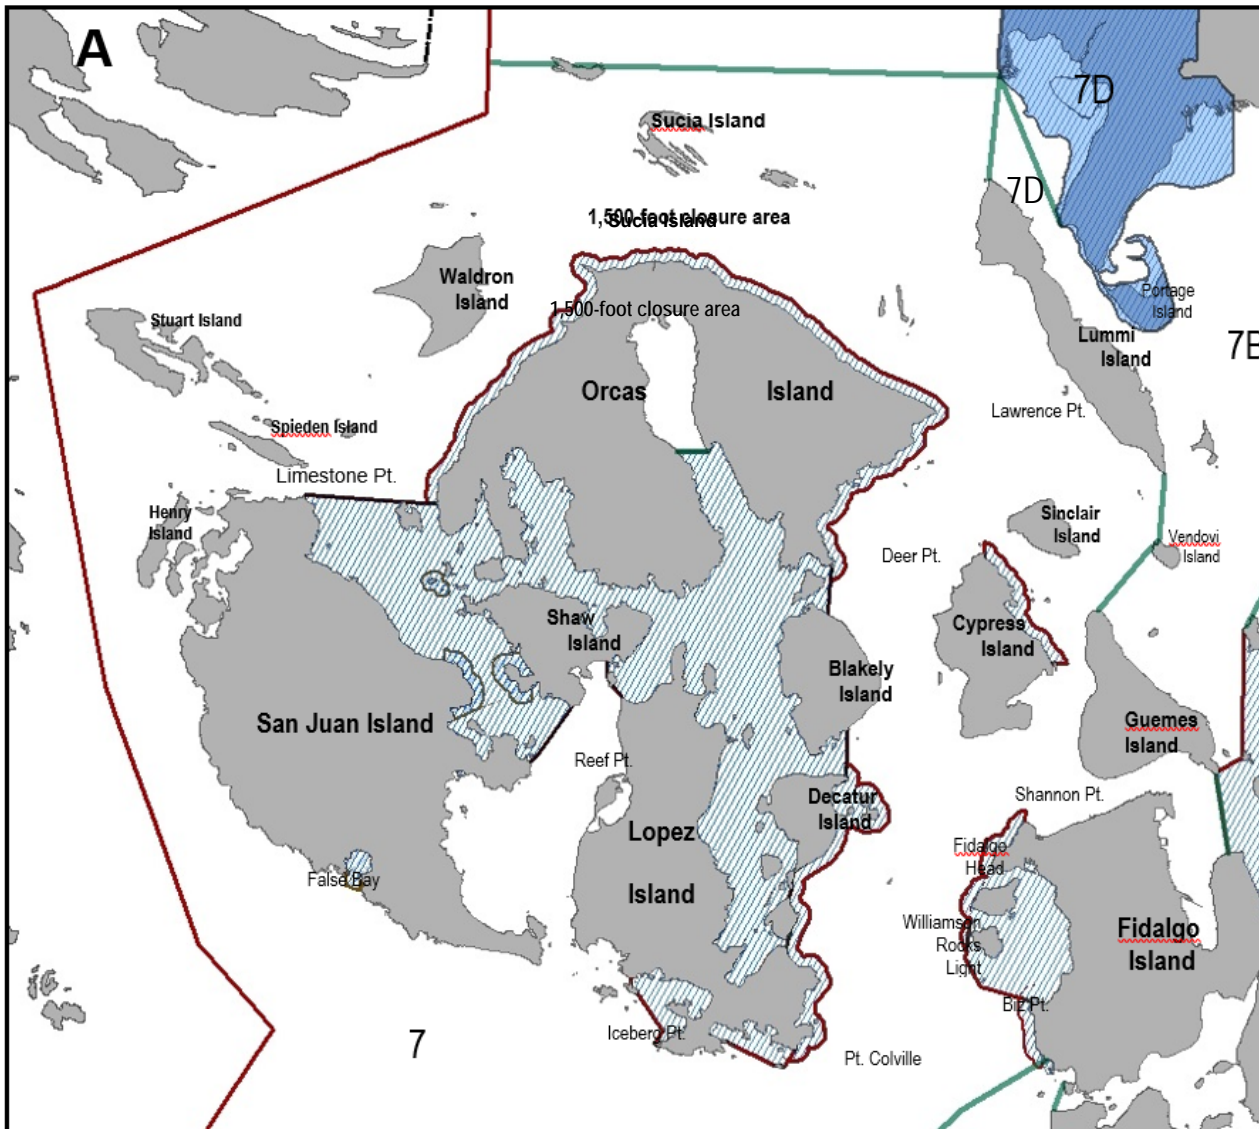 A
7D
Sucia Island
7D
1,500-foot closure area
Sucia Island
Waldron
Island
Portage
Island
1,500-foot closure area
Stuart Island
Lummi
Island
7B
Orcas Island
Lawrence Pt.
Spieden Island
Limestone Pt.
Henry
Island
Sinclair
Island
Vendovi
Island
Deer Pt.
Shaw
Island
Cypress
Island
Blakely
Island
San Juan Island
Guemes
Island
Reef Pt.
Shannon Pt.
Decatur
Island
Lopez
Island
Fidalgo
Head
False Bay
Williamson
Rocks
Light
Fidalgo
Island
Biz Pt.
Iceberg Pt.
7
Pt. Colville